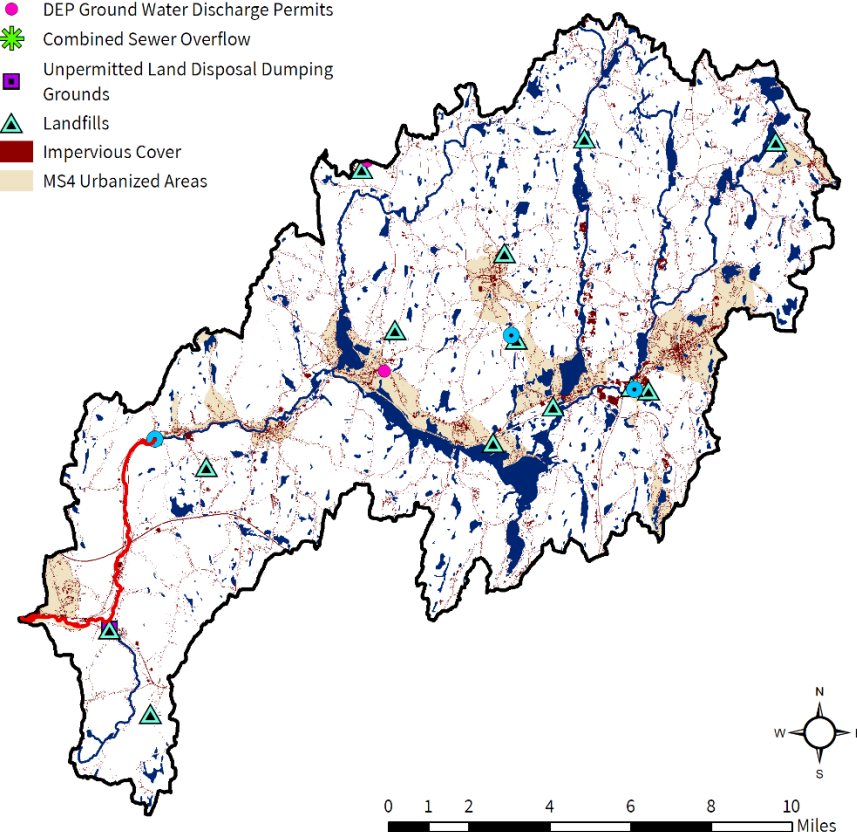 DEP Ground Water Discharge Permits
Combined Sewer Overflow
Unpermitted Land Disposal Dumping
Grounds
Landfills
Impervious Cover
MS4 Urbanized Areas
N
W
S
0 1 2 4 6 8 10
Miles